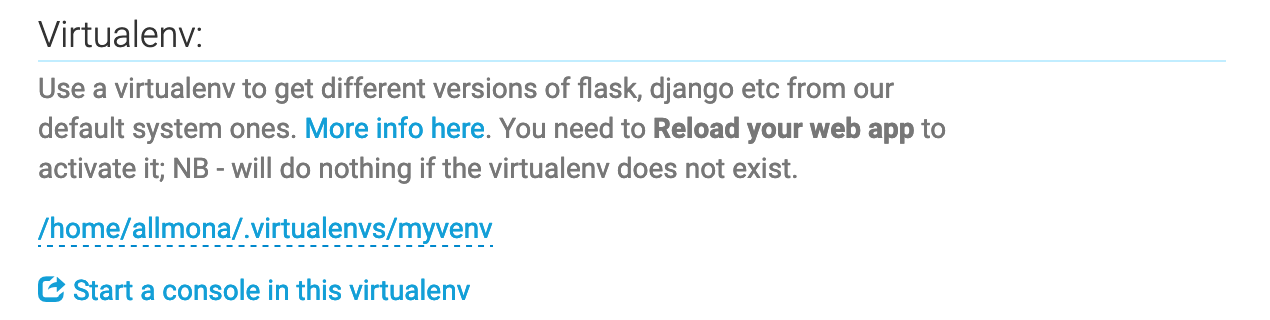 Virtualenv:
Use a virtualenv to get different versions of flask, django etc from our
default system ones. More info here. You need to Reload your web app to
activate it; NB - will do nothing if the virtualenv does not exist.
/home/allmona/.virtualenvs/myvenv
Start a console in this virtualenv